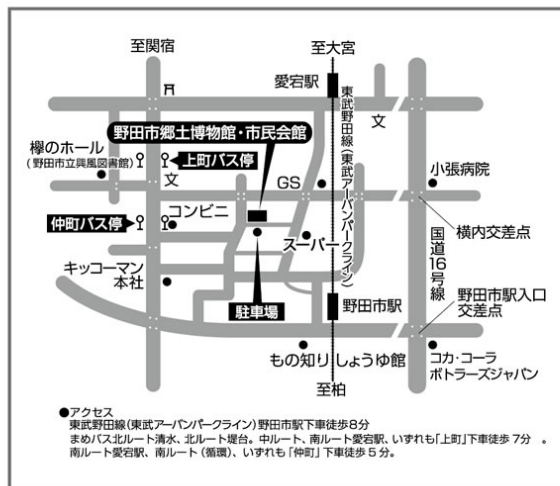 至関宿
至大宮
愛宕駅
東武野田線（東武アーバンパークライン）
文
野田市郷土博物館・市民会館
欅のホール
（野田市立興風図書館）
上町バス停
文
GS
小張病院
仲町バス停
コンビニ
スーパー
横内交差点
国道16号線
キッコーマン
本社
駐車場
野田市駅
野田市駅入口
交差点
もの知りしょうゆ館
コカ・コーラ
ボトラーズジャパン
至柏
●アクセス
東武野田線（東武アーバンパークライン）野田市駅下車徒歩8分
まめバス北ルート清水、北ルート堤台。中ルート、南ルート愛宕駅、いずれも「上町」下車徒歩 7分 。
南ルート愛宕駅、南ルート（循環）、いずれも「仲町」下車徒歩 5 分。